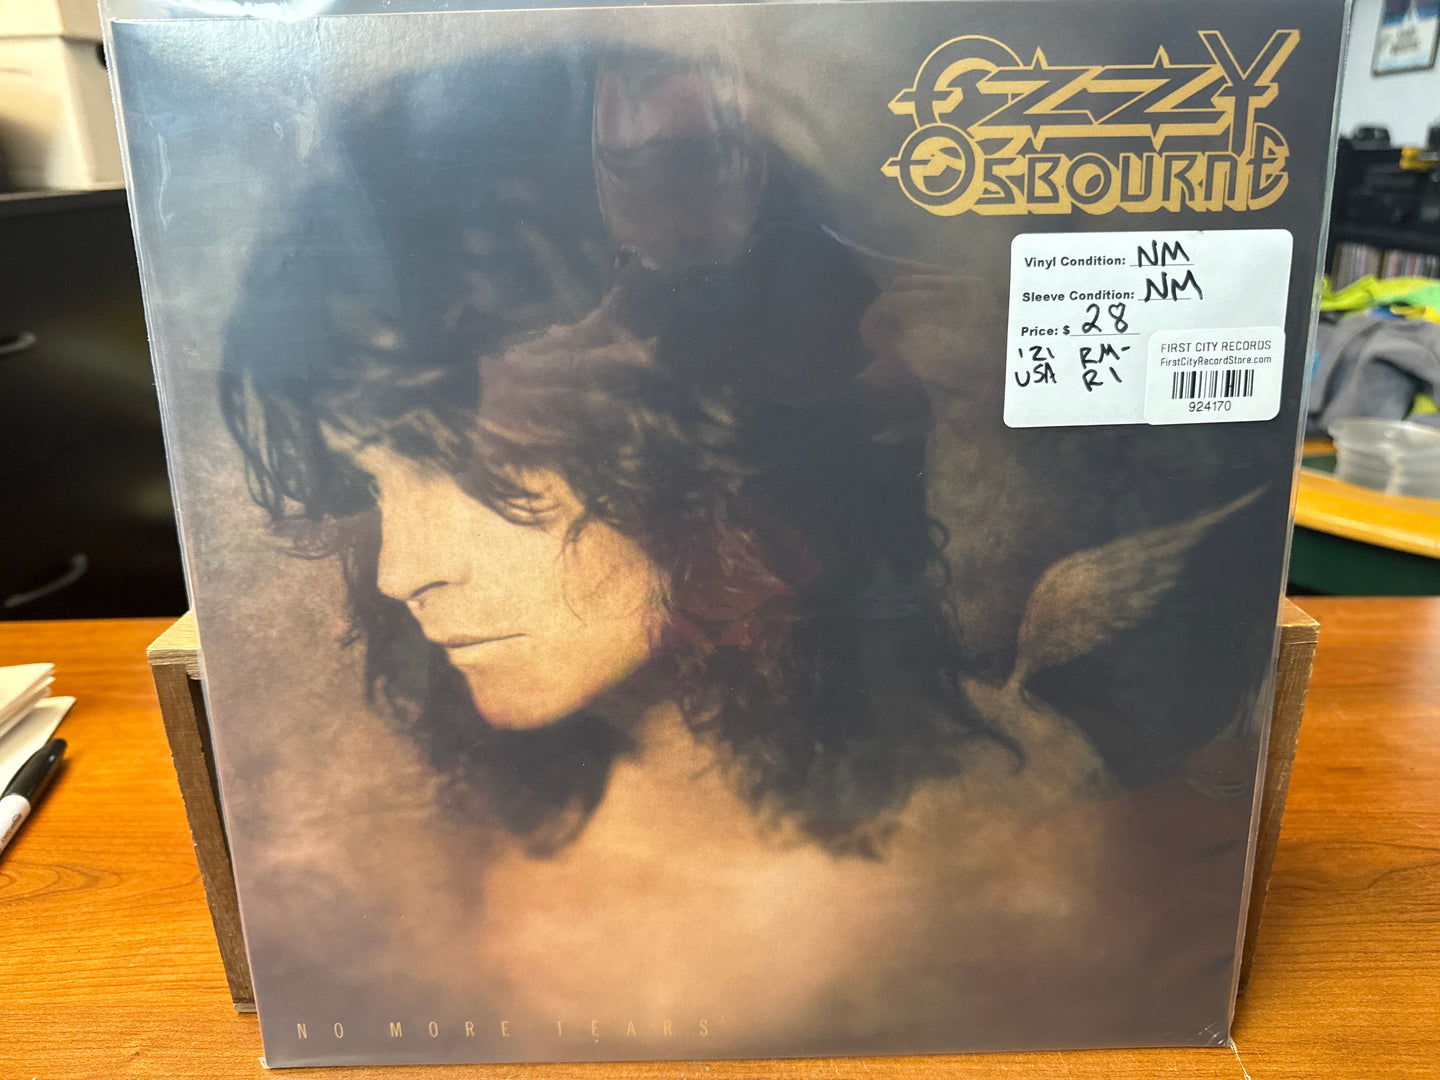 OZZY
OSBOURNE
Vinyl Condition: NM
Sleeve Condition: NM
Price: $ 28
'21 RM-
USA R1
FIRST CITY RECORDS
FirstCityRecordStore.com
924170
NO MORE TEARS